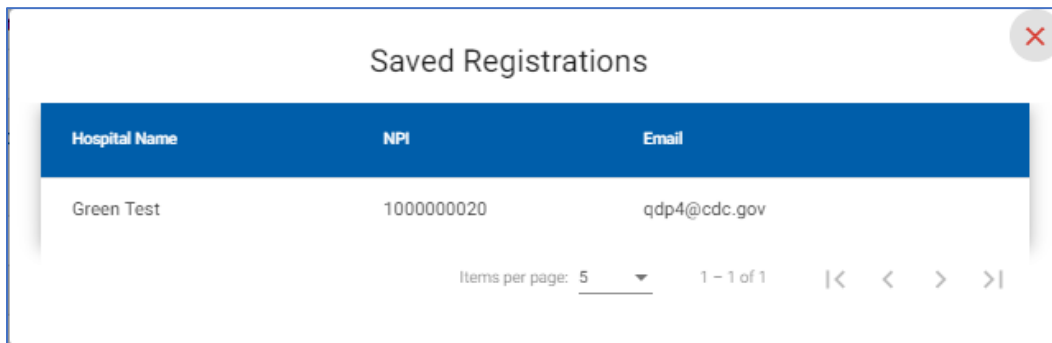 Saved Registrations
Hospital Name NPI Email
Green Test 1000000020 qdp4@cdc.gov
Items per page: 5 1 – 1 of 1